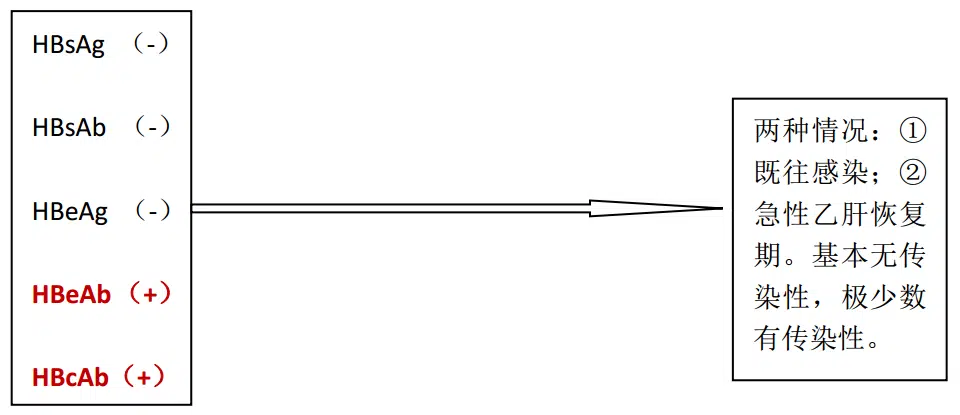 HBsAg （-）
HBsAb （-）
HBeAg （-）
HBeAb（+）
HBcAb（+）
两种情况：①
既往感染；②
急性乙肝恢复
期。基本无传
染性，极少数
有传染性。